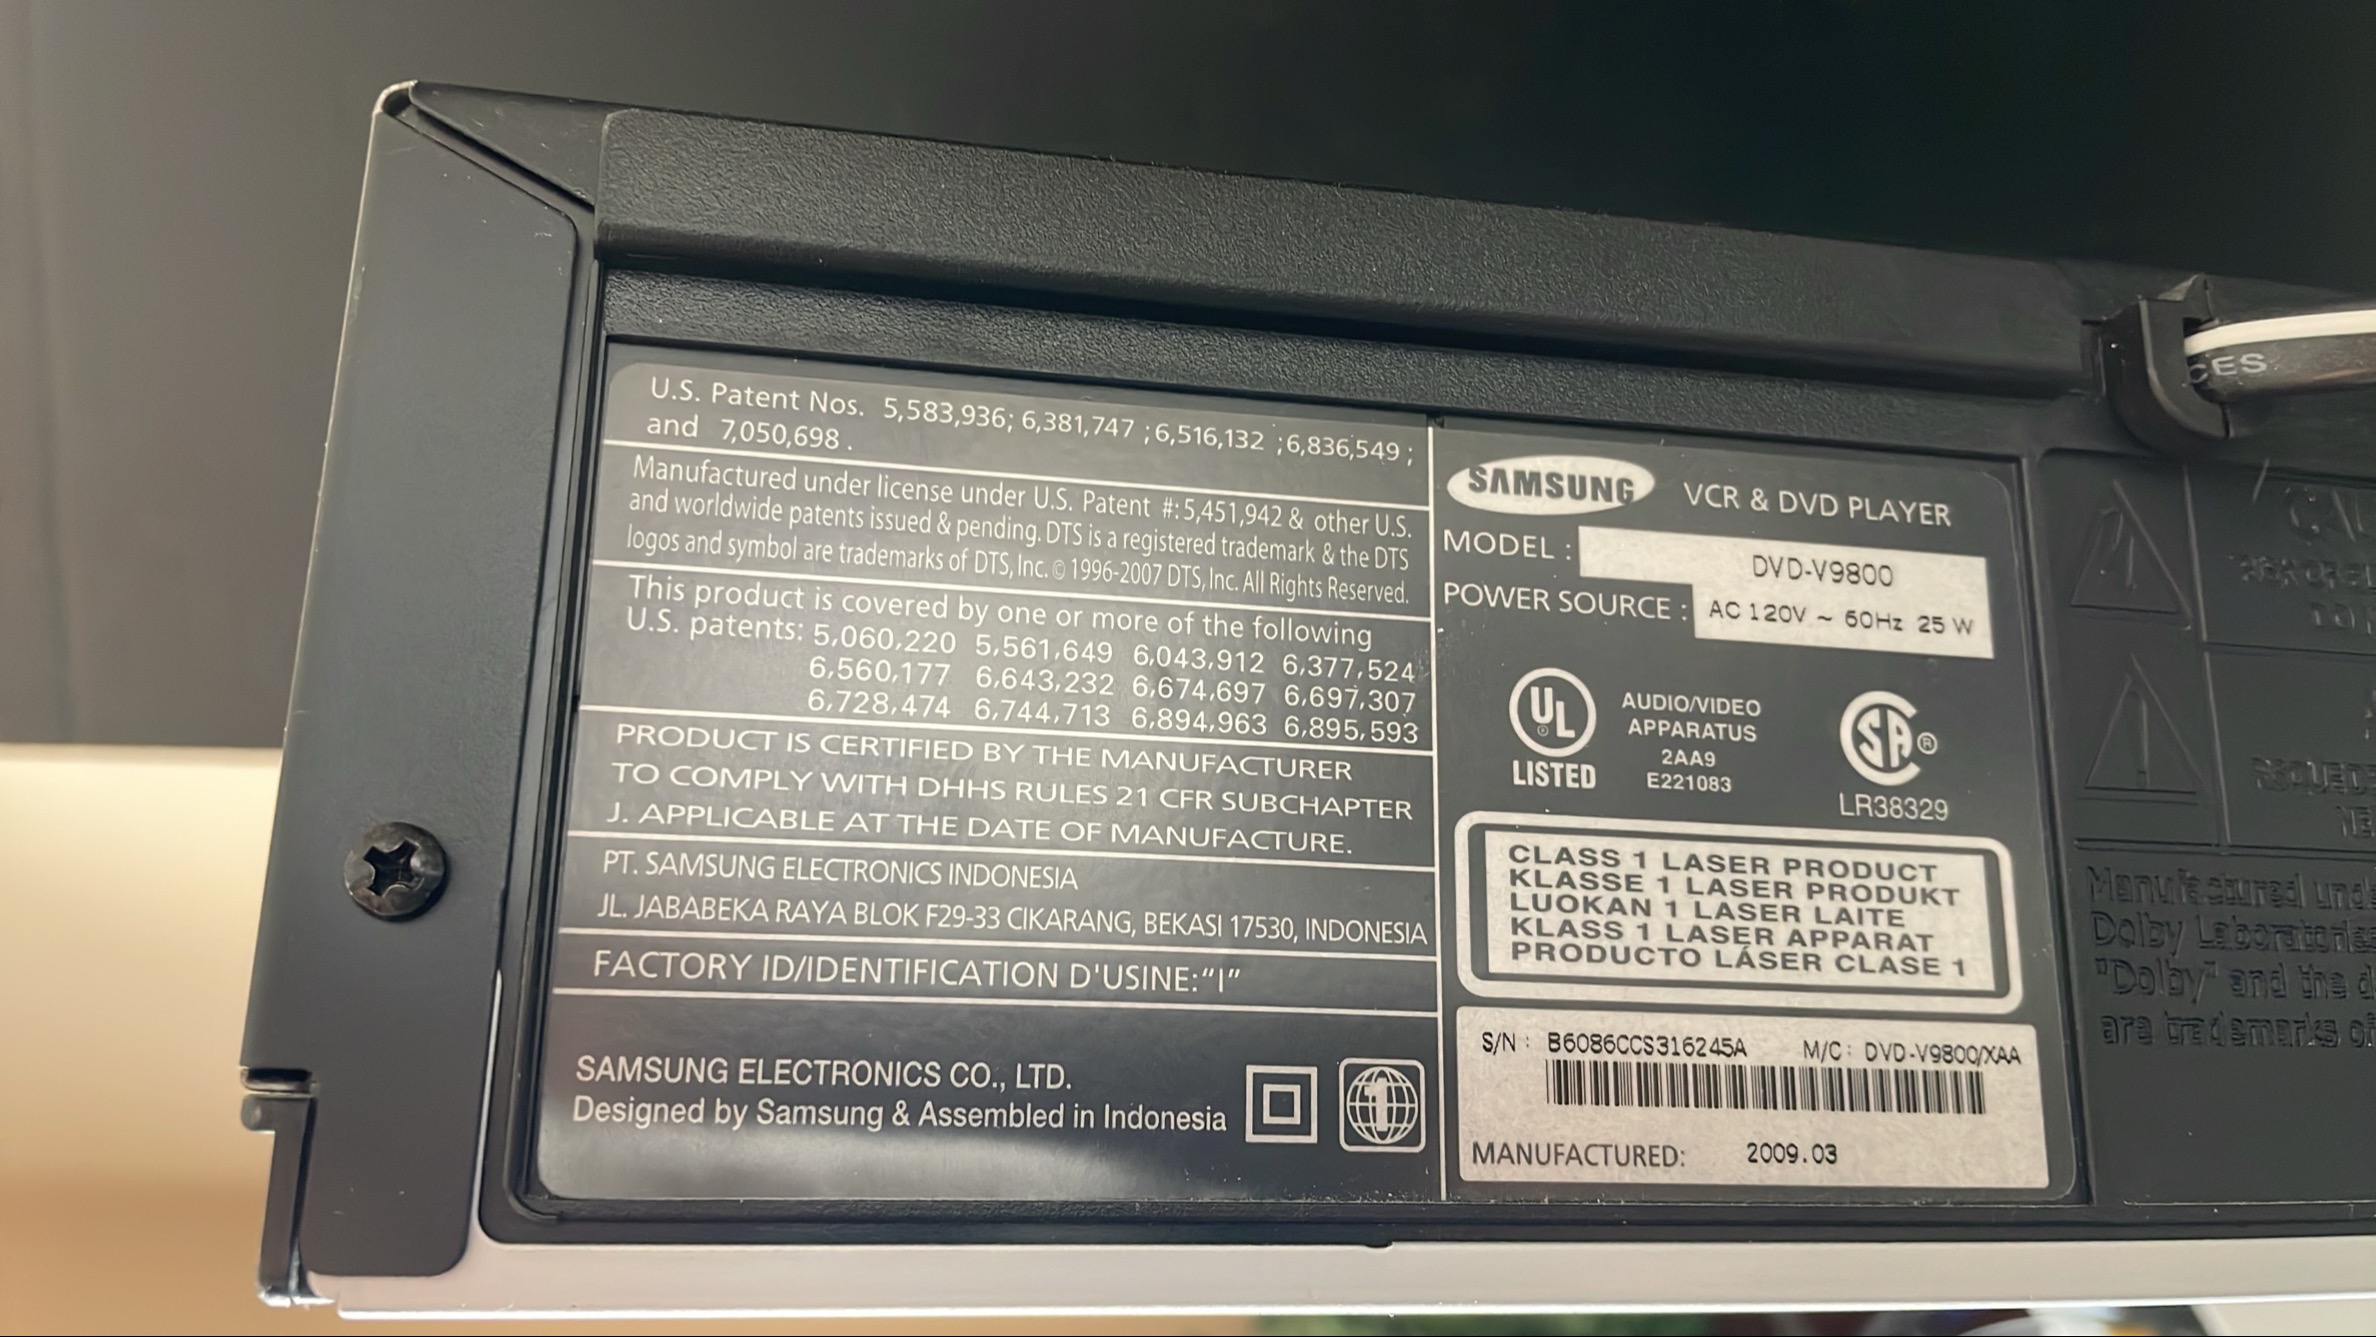 U.S. Patent Nos. 5,583,936; 6,381,747 ;6,516,132 ;6,836,549 ;
and 7,050,698 .
Manufactured under license under U.S. Patent #: 5,451,942 & other U.S.
and worldwide patents issued & pending. DTS is a registered trademark & the DTS
logos and symbol are trademarks of DTS, Inc. © 1996-2007 DTS, Inc. All Rights Reserved.
This product is covered by one or more of the following
U.S. patents: 5,060,220 5,561,649 6,043,912 6,377,524
6,560,177 6,643,232 6,674,697 6,697,307
6,728,474 6,744,713 6,894,963 6,895,593
PRODUCT IS CERTIFIED BY THE MANUFACTURER
TO COMPLY WITH DHHS RULES 21 CFR SUBCHAPTER
J. APPLICABLE AT THE DATE OF MANUFACTURE.
PT. SAMSUNG ELECTRONICS INDONESIA
JL. JABABEKA RAYA BLOK F29-33 CIKARANG, BEKASI 17530, INDONESIA
FACTORY ID/IDENTIFICATION D'USINE: “I”
SAMSUNG ELECTRONICS CO., LTD.
Designed by Samsung & Assembled in Indonesia
1
SAMSUNG VCR & DVD PLAYER
MODEL : DVD-V9800
POWER SOURCE : AC 120V ~ 60Hz 25 W
UL ®
LISTED
AUDIO/VIDEO
APPARATUS
2AA9
E221083
SA ®
LR38329
CLASS 1 LASER PRODUCT
KLASSE 1 LASER PRODUKT
LUOKAN 1 LASER LAITE
KLASS 1 LASER APPARAT
PRODUCTO LÁSER CLASE 1
S/N : B6086CCS316245A M/C : DVD-V9800/XAA
MANUFACTURED: 2009.03
CES
Manufactured
Dolby
"Dolby" and the
are trademarks of